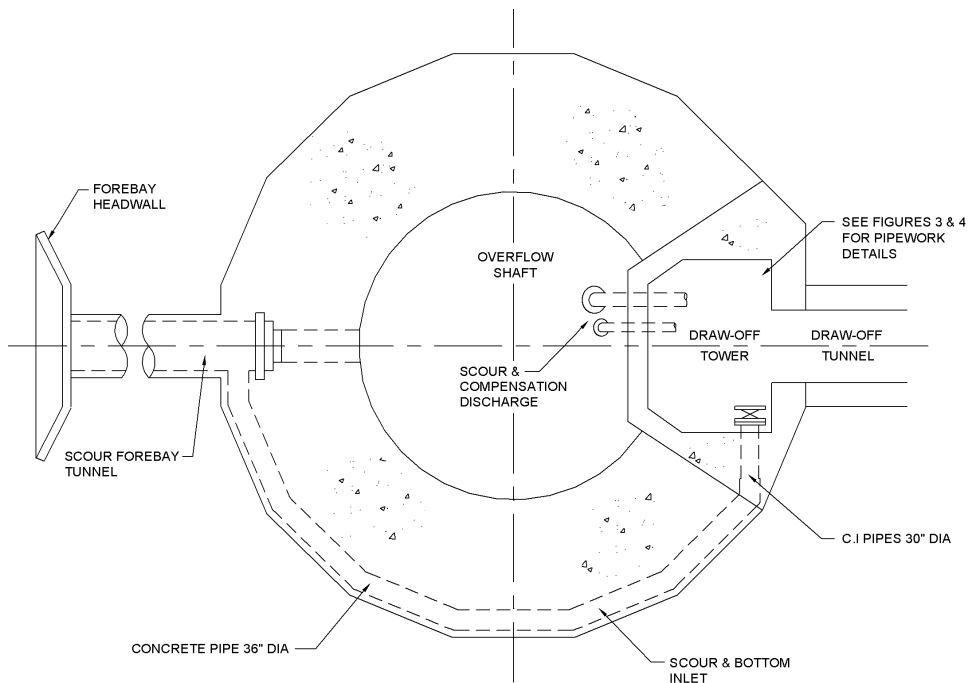 FOREBAY
HEADWALL
SEE FIGURES 3 & 4
FOR PIPEWORK
DETAILS
OVERFLOW
SHAFT
DRAW-OFF
TOWER
DRAW-OFF
TUNNEL
SCOUR &
COMPENSATION
DISCHARGE
SCOUR FOREBAY
TUNNEL
C.I PIPES 30" DIA
CONCRETE PIPE 36" DIA
SCOUR & BOTTOM
INLET